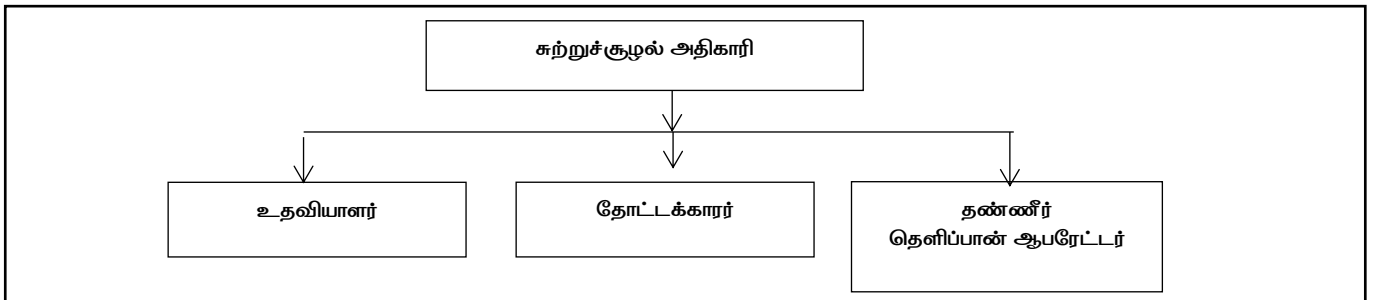 சுற்றுச்சூழல் அதிகாரி
உதவியாளர்
தோட்டக்காரர்
தண்ணீர்
தெளிப்பான் ஆபரேட்டர்